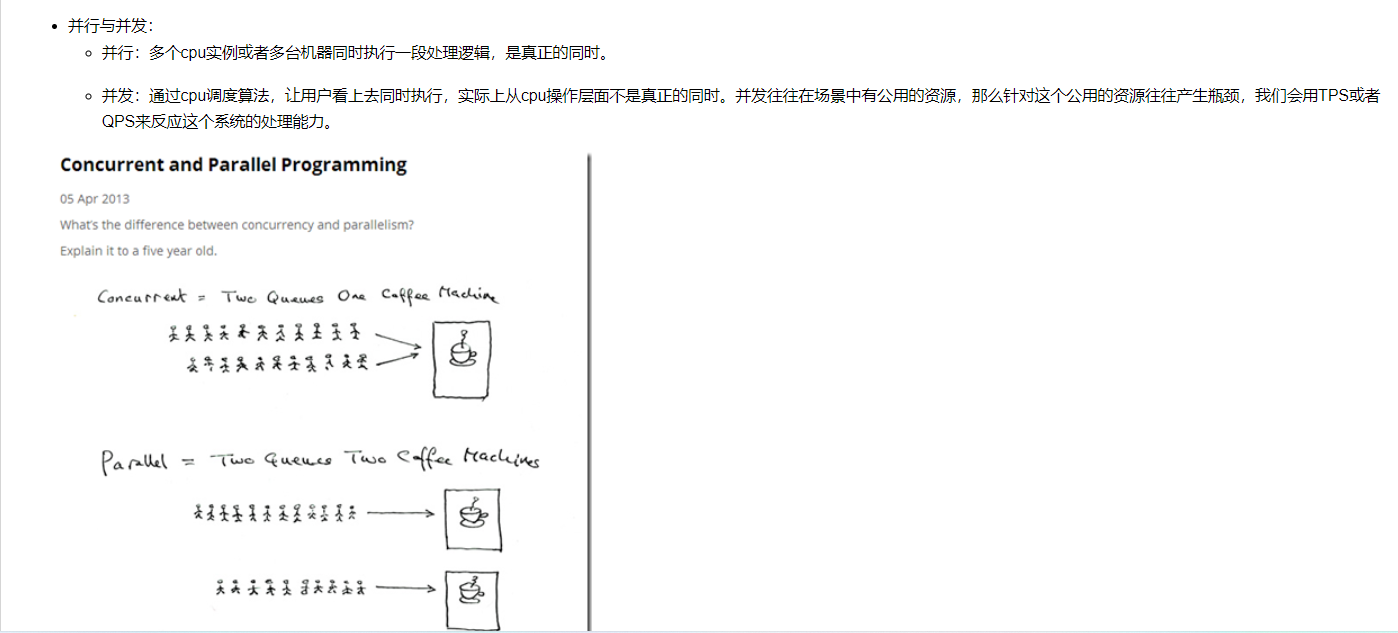 并行与并发：
并行：多个cpu实例或者多台机器同时执行一段处理逻辑，是真正的同时。
并发：通过cpu调度算法，让用户看上去同时执行，实际上从cpu操作层面不是真正的同时。并发往往在场景中有公用的资源，那么针对这个公用的资源往往产生瓶颈，我们会用TPS或者
QPS来反应这个系统的处理能力。
Concurrent and Parallel Programming
05 Apr 2013
What's the difference between concurrency and parallelism?
Explain it to a five year old.
Concurrent = Two Queues One Coffee Machine
Parallel = Two Queues Two Coffee Machines